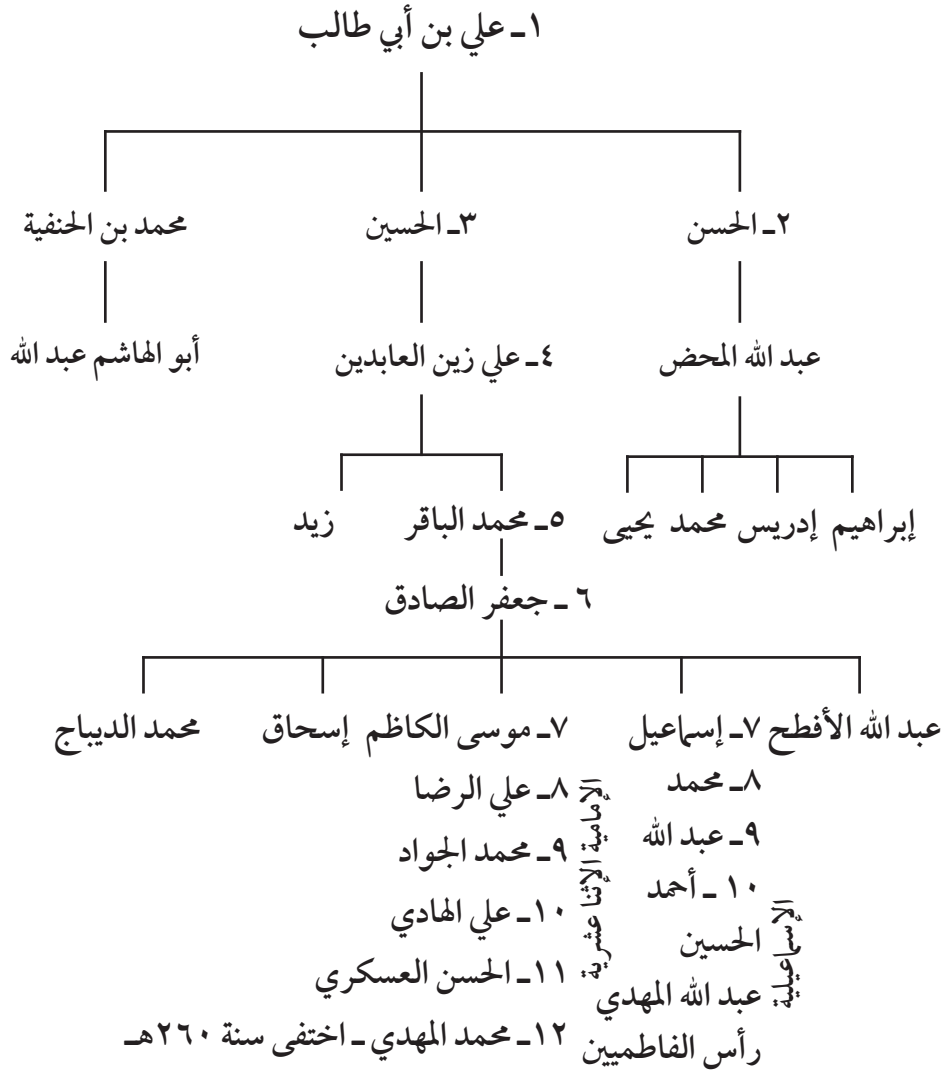 ١ـ علي بن أبي طالب
٢ـ الحسن ٣ـ الحسين محمد بن الحنفية
عبد الله المحض ٤ـ علي زين العابدين أبو الهاشم عبد الله
إبراهيم إدريس محمد يحيى ٥ـ محمد الباقر زيد
٦ ـ جعفر الصادق
عبد الله الأفطح ٧ـ إسماعيل ٧ـ موسى الكاظم إسحاق محمد الديباج
٨ـ محمد
٩ـ عبد الله
١٠ ـ أحمد
الحسين
عبد الله المهدي
رأس الفاطميين
الإسماعيلية
٨ـ علي الرضا
٩ـ محمد الجواد
١٠ـ علي الهادي
١١ـ الحسن العسكري
١٢ـ محمد المهدي ـ اختفى سنة ٢٦٠هـ
الإمامية الإثنا عشرية